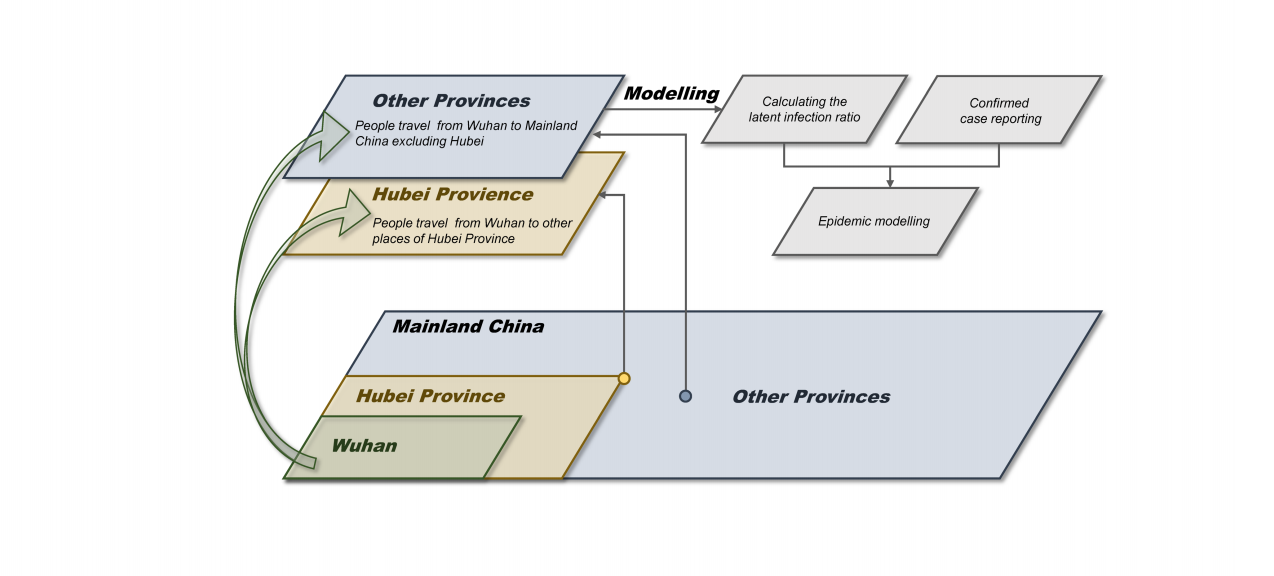 Other Provinces
People travel  from Wuhan to Mainland
China excluding Hubei
Modelling
Calculating the
latent infection ratio
Confirmed
case reporting
Hubei Provience
People travel  from Wuhan to other
places of Hubei Province
Epidemic modelling
Mainland China
Hubei Province
Other Provinces
Wuhan